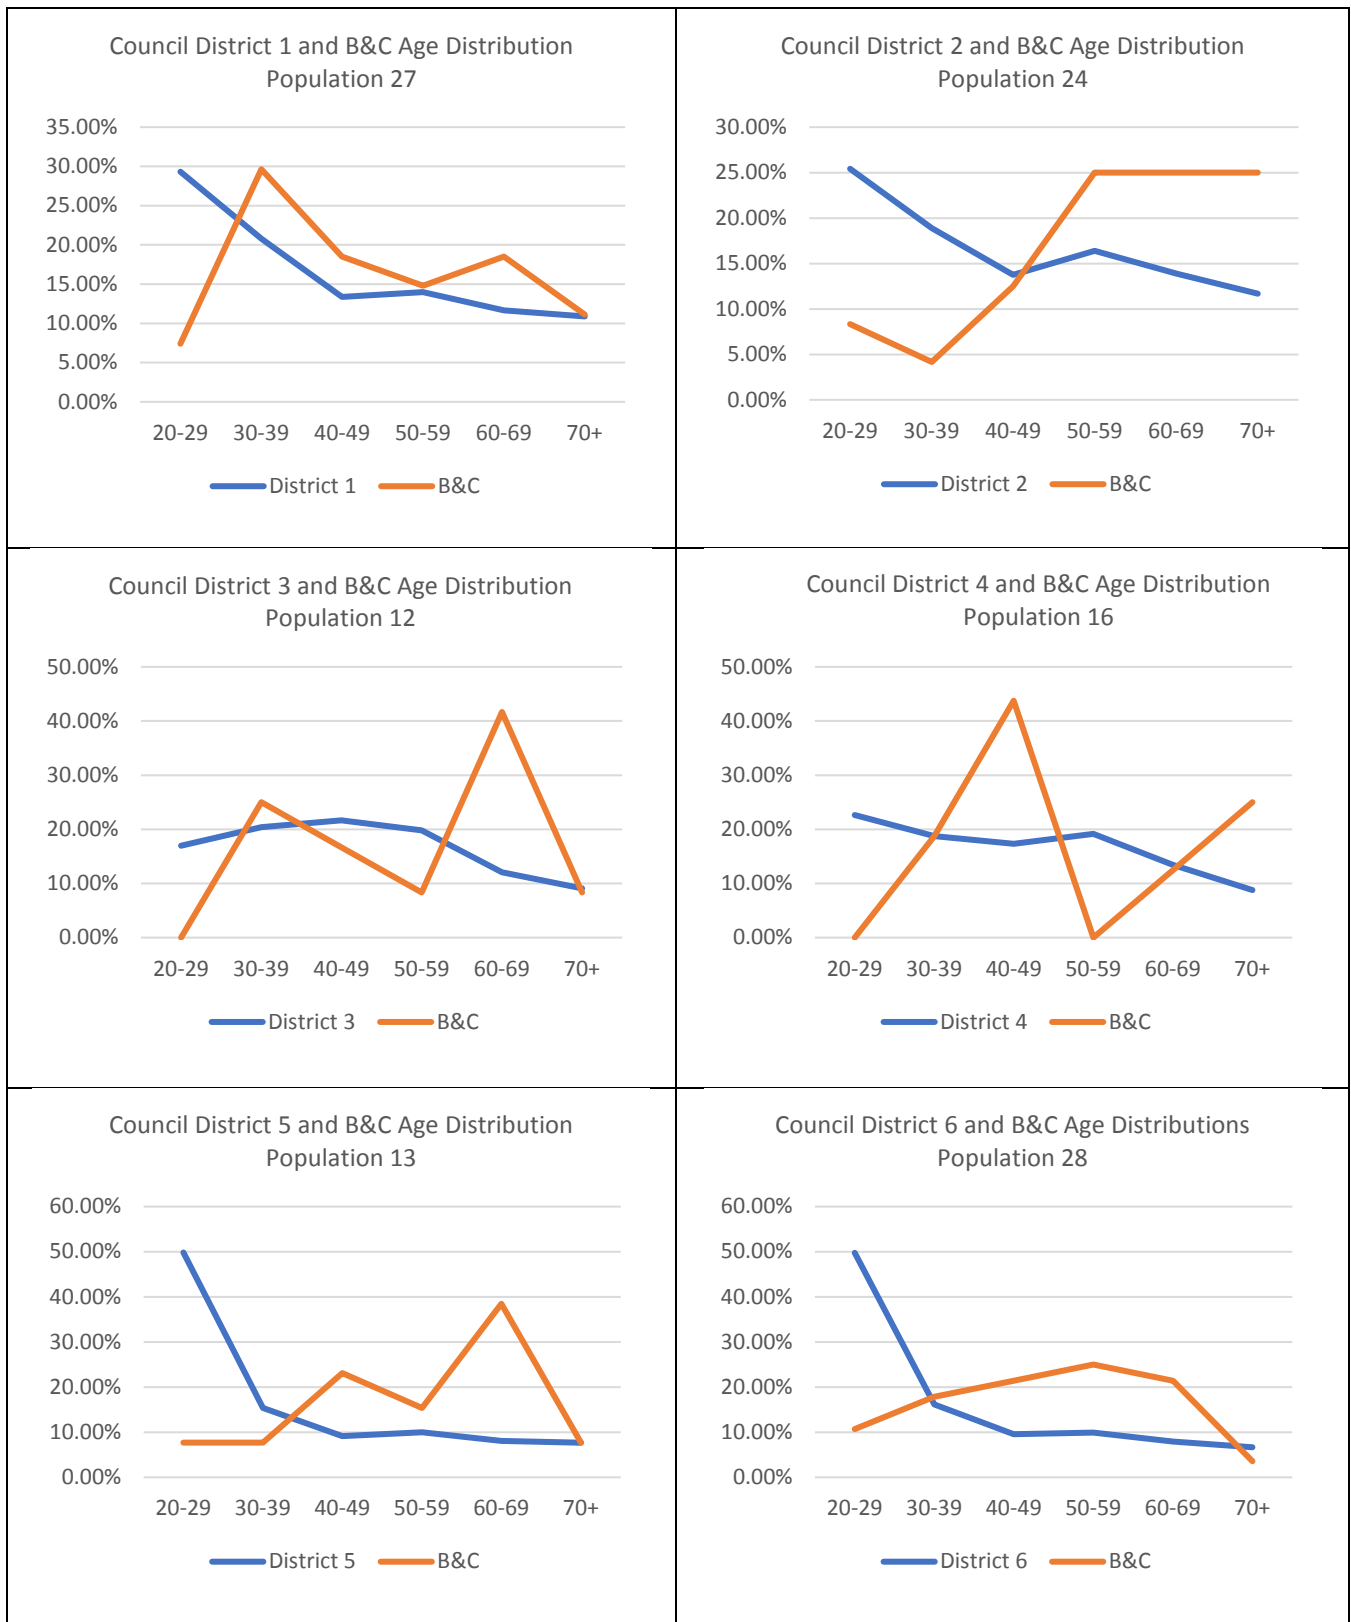 Council District 1 and B&C Age Distribution
Population 27
35.00%
30.00%
25.00%
20.00%
15.00%
10.00%
5.00%
0.00%
20-29 30-39 40-49 50-59 60-69 70+
District 1 B&C
Council District 2 and B&C Age Distribution
Population 24
30.00%
25.00%
20.00%
15.00%
10.00%
5.00%
0.00%
20-29 30-39 40-49 50-59 60-69 70+
District 2 B&C
Council District 3 and B&C Age Distribution
Population 12
50.00%
40.00%
30.00%
20.00%
10.00%
0.00%
20-29 30-39 40-49 50-59 60-69 70+
District 3 B&C
Council District 4 and B&C Age Distribution
Population 16
50.00%
40.00%
30.00%
20.00%
10.00%
0.00%
20-29 30-39 40-49 50-59 60-69 70+
District 4 B&C
Council District 5 and B&C Age Distribution
Population 13
60.00%
50.00%
40.00%
30.00%
20.00%
10.00%
0.00%
20-29 30-39 40-49 50-59 60-69 70+
District 5 B&C
Council District 6 and B&C Age Distributions
Population 28
60.00%
50.00%
40.00%
30.00%
20.00%
10.00%
0.00%
20-29 30-39 40-49 50-59 60-69 70+
District 6 B&C